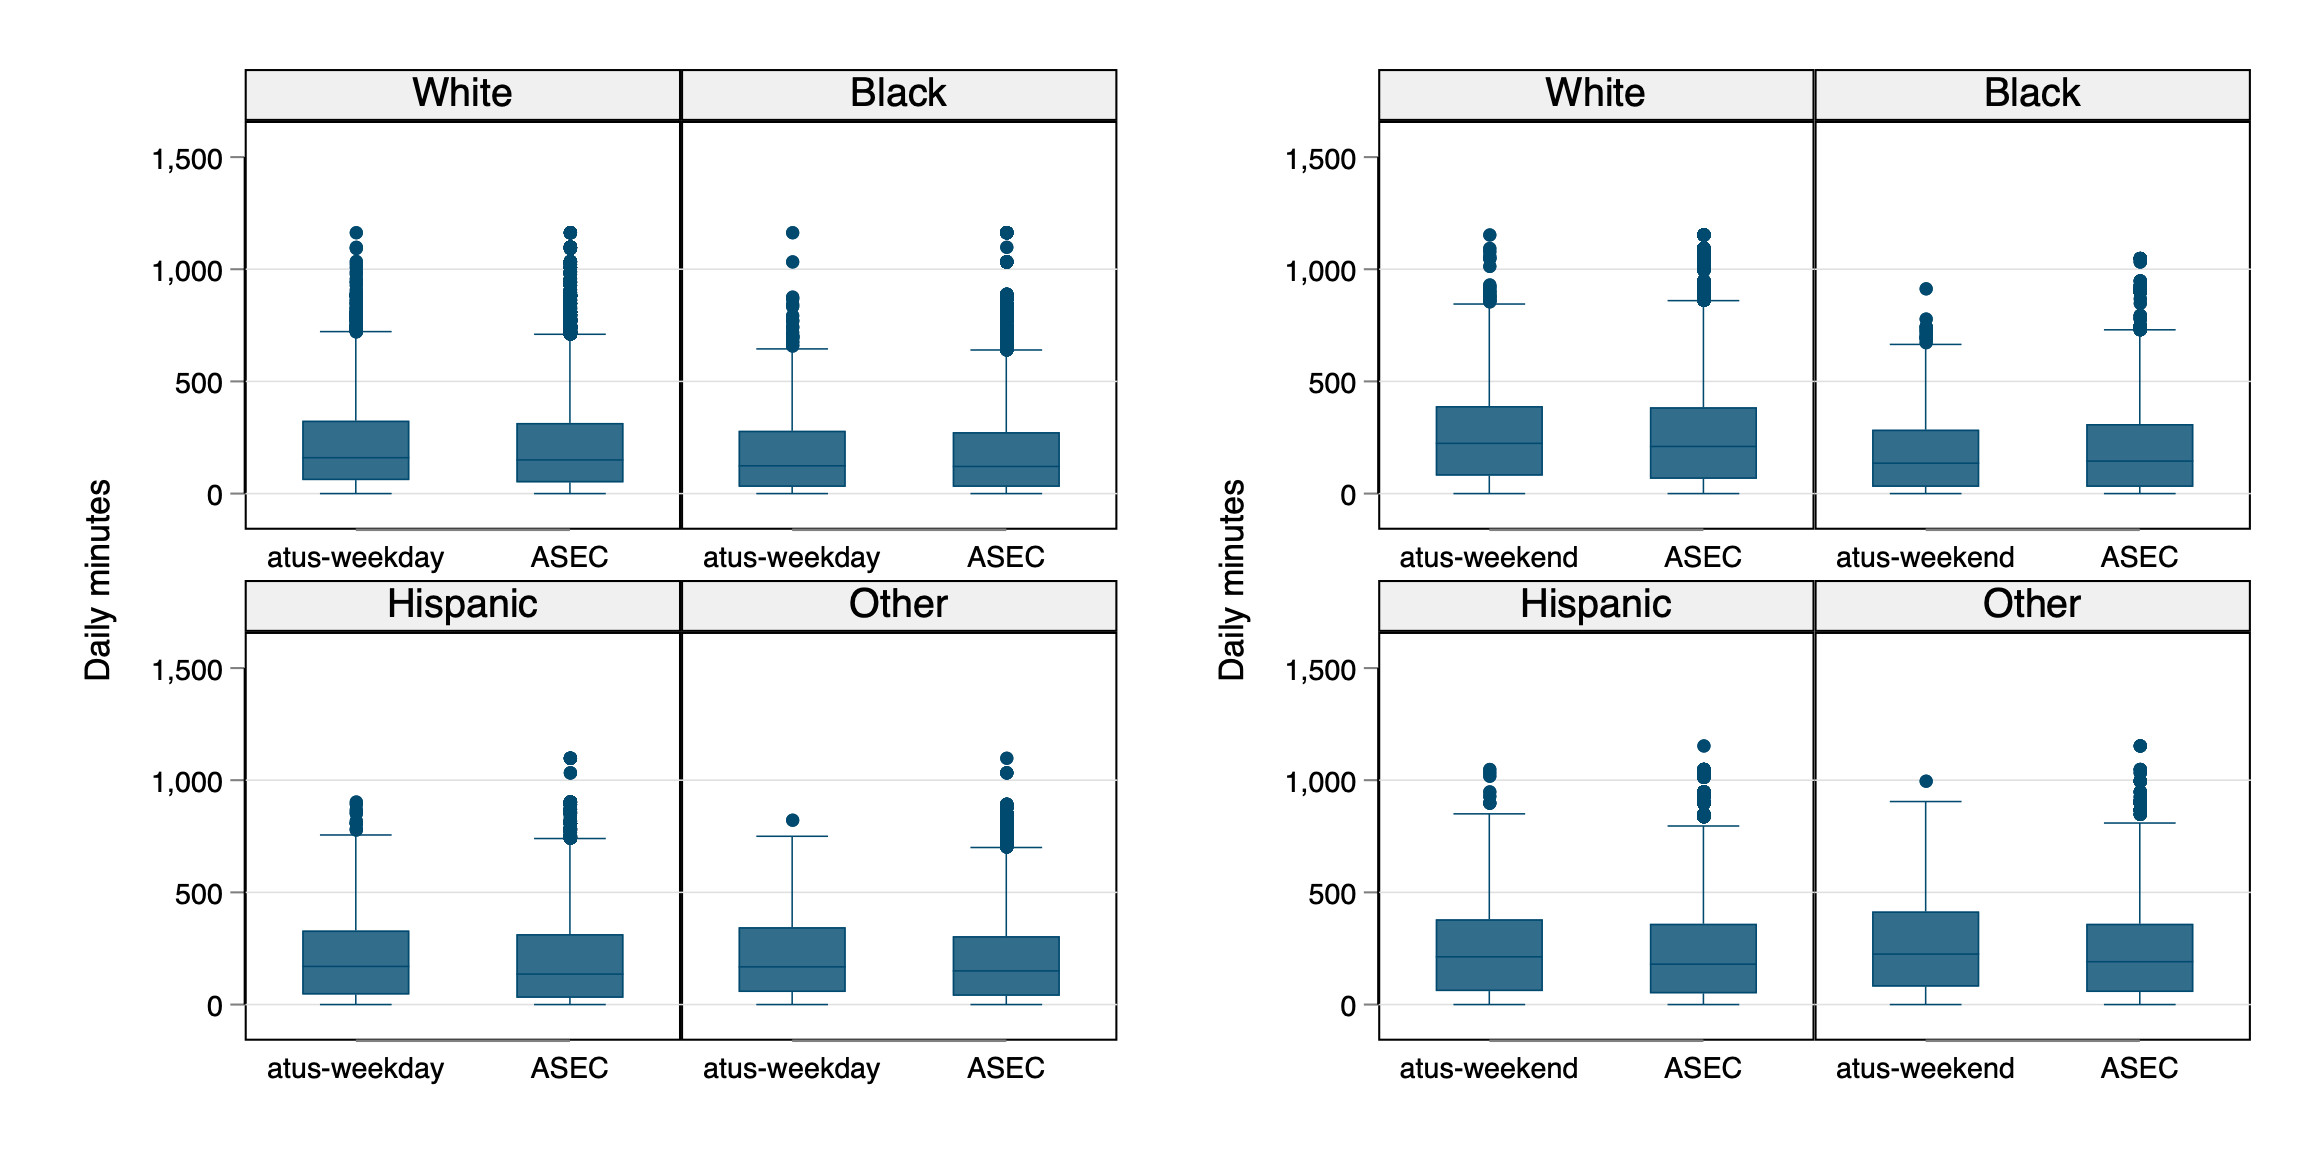 White Black
1,500
1,000
500
0
atus-weekday ASEC atus-weekday ASEC
Hispanic Other
1,500
1,000
500
0
atus-weekday ASEC atus-weekday ASEC
Daily minutes
White Black
1,500
1,000
500
0
atus-weekend ASEC atus-weekend ASEC
Hispanic Other
1,500
1,000
500
0
atus-weekend ASEC atus-weekend ASEC
Daily minutes